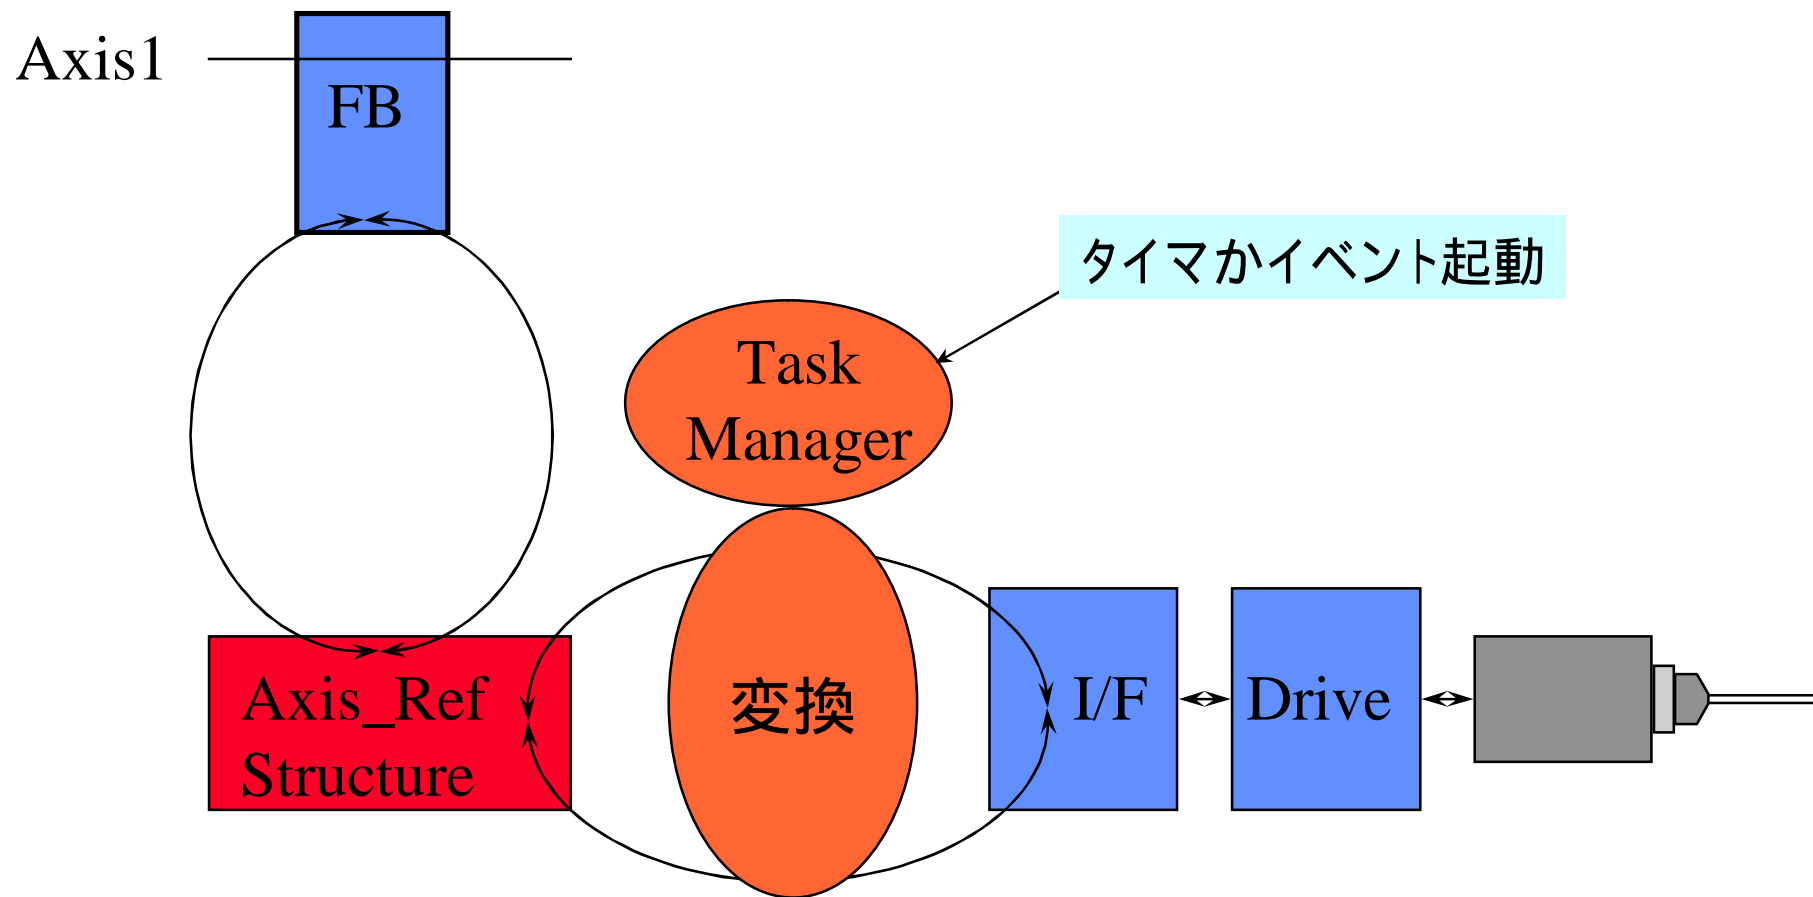 Axis1
FB
タイマかイベント起動
Task
Manager
Axis_Ref
Structure
変換
I/F
Drive